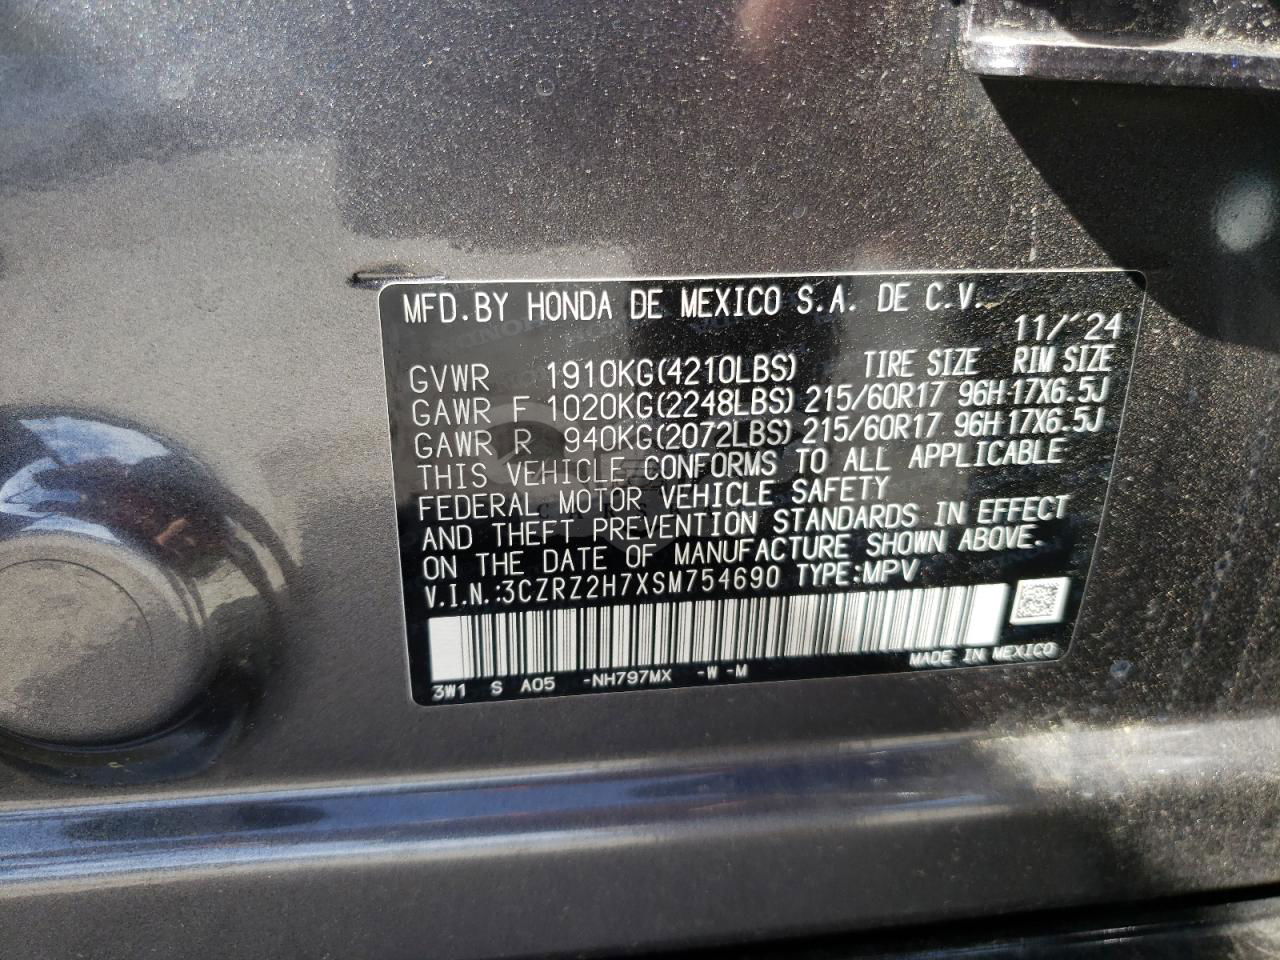 MFD.BY HONDA DE MEXICO S.A. DE C.V.
11/'24
GVWR 1910KG(4210LBS) TIRE SIZE RIM SIZE
GAWR F 1020KG(2248LBS) 215/60R17 96H 17X6.5J
GAWR R 940KG(2072LBS) 215/60R17 96H 17X6.5J
THIS VEHICLE CONFORMS TO ALL APPLICABLE
FEDERAL MOTOR VEHICLE SAFETY
AND THEFT PREVENTION STANDARDS IN EFFECT
ON THE DATE OF MANUFACTURE SHOWN ABOVE.
V.I.N.:3CZRZ2H7XSM754690 TYPE:MPV
MADE IN MEXICO
3W1 S A05 -NH797MX -W -M